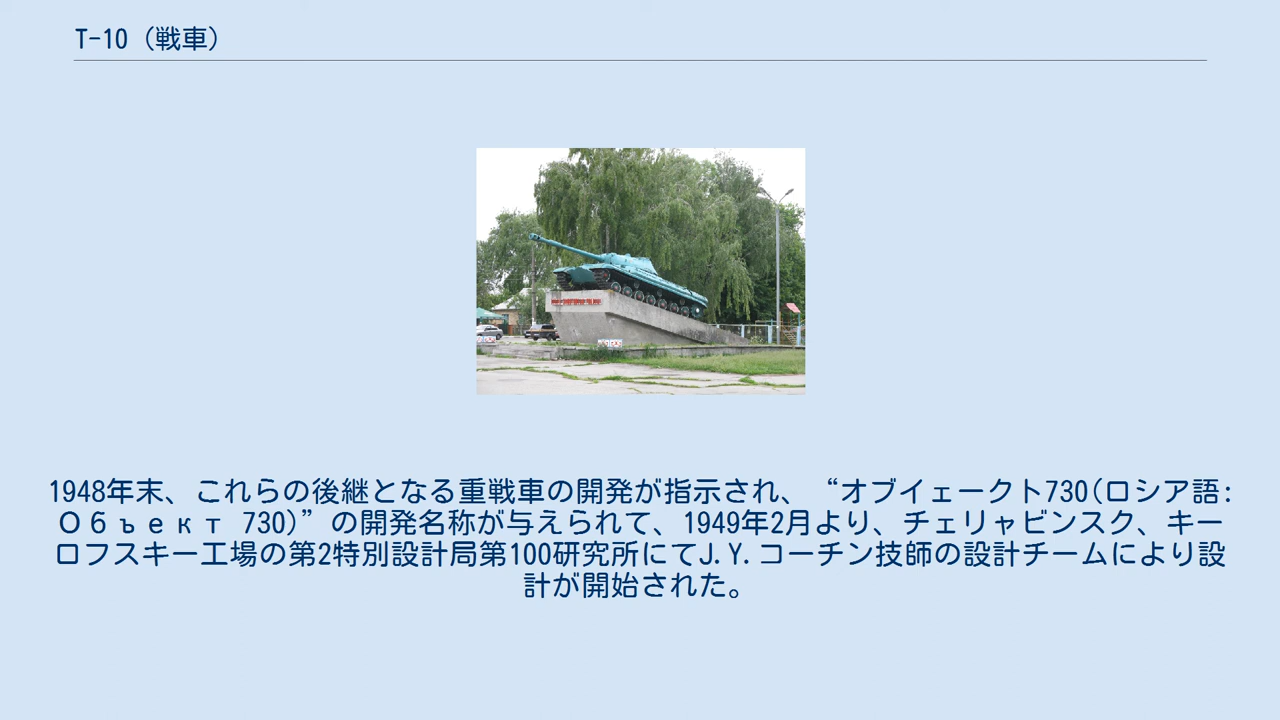 T-10（戦車）
1948年末、これらの後継となる重戦車の開発が指示され、“オブイェークト730(ロシア語:
Объект 730)”の開発名称が与えられて、1949年2月より、チェリャビンスク、キー
ロフスキー工場の第2特別設計局第100研究所にてJ.Y.コーチン技師の設計チームにより設
計が開始された。